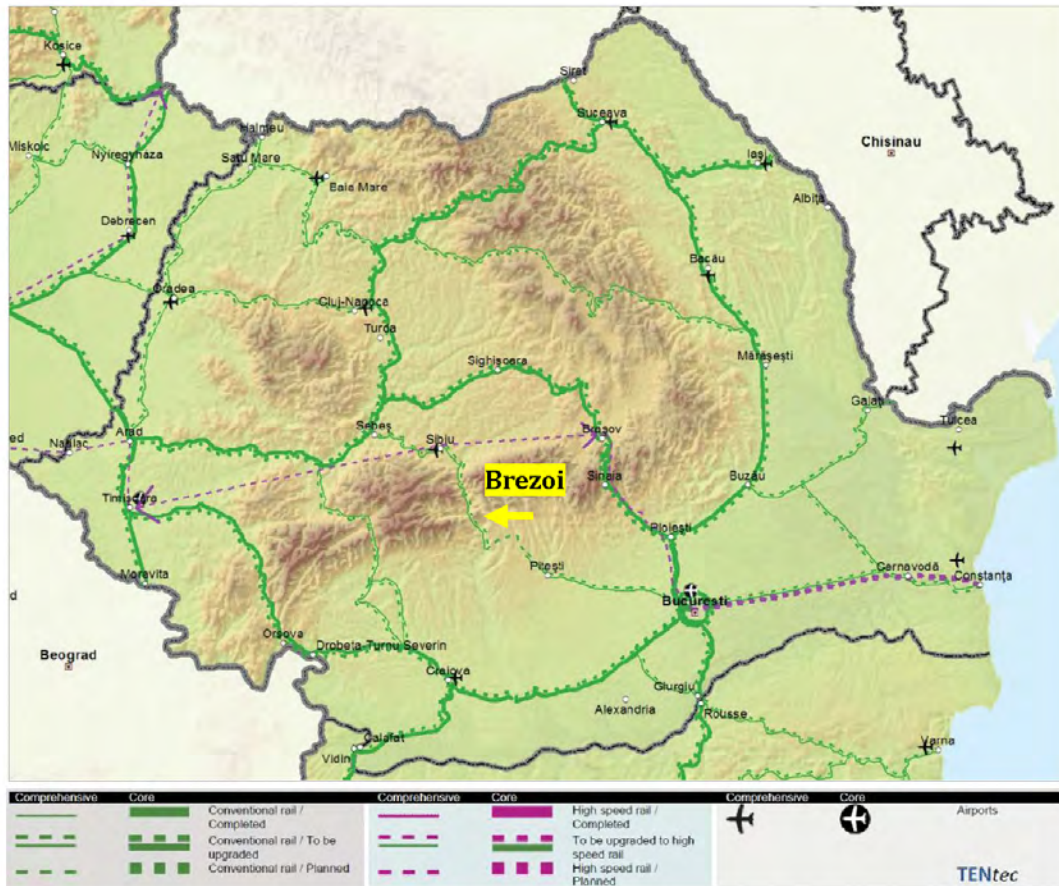 Kosice
Siret
Suceava
Halmeu
Miskolc
Nyiregyhaza
Satu Mare
Iași
Chisinau
Baia Mare
Albița
Debrecen
Bacău
Oradea
Cluj-Napoca
Turda
Sighișoara
Mărășești
Galați
Tulcea
ed
Nadlac
Arad
Sebeș
Sibiu
Brașov
Brezoi
Sinaia
Buzău
Timișoara
Ploiești
Moravita
Pitești
Cernavodă
Constanța
d
București
Orsova
Drobeta-Turnu Severin
Beograd
Craiova
Giurgiu
Alexandria
Rousse
Calafat
Vidin
Varna
Comprehensive Core
Conventional rail /
Completed
Conventional rail / To be
upgraded
Conventional rail / Planned
Comprehensive Core
High speed rail /
Completed
To be upgraded to high
speed rail
High speed rail /
Planned
Comprehensive Core
Airports
TENtec